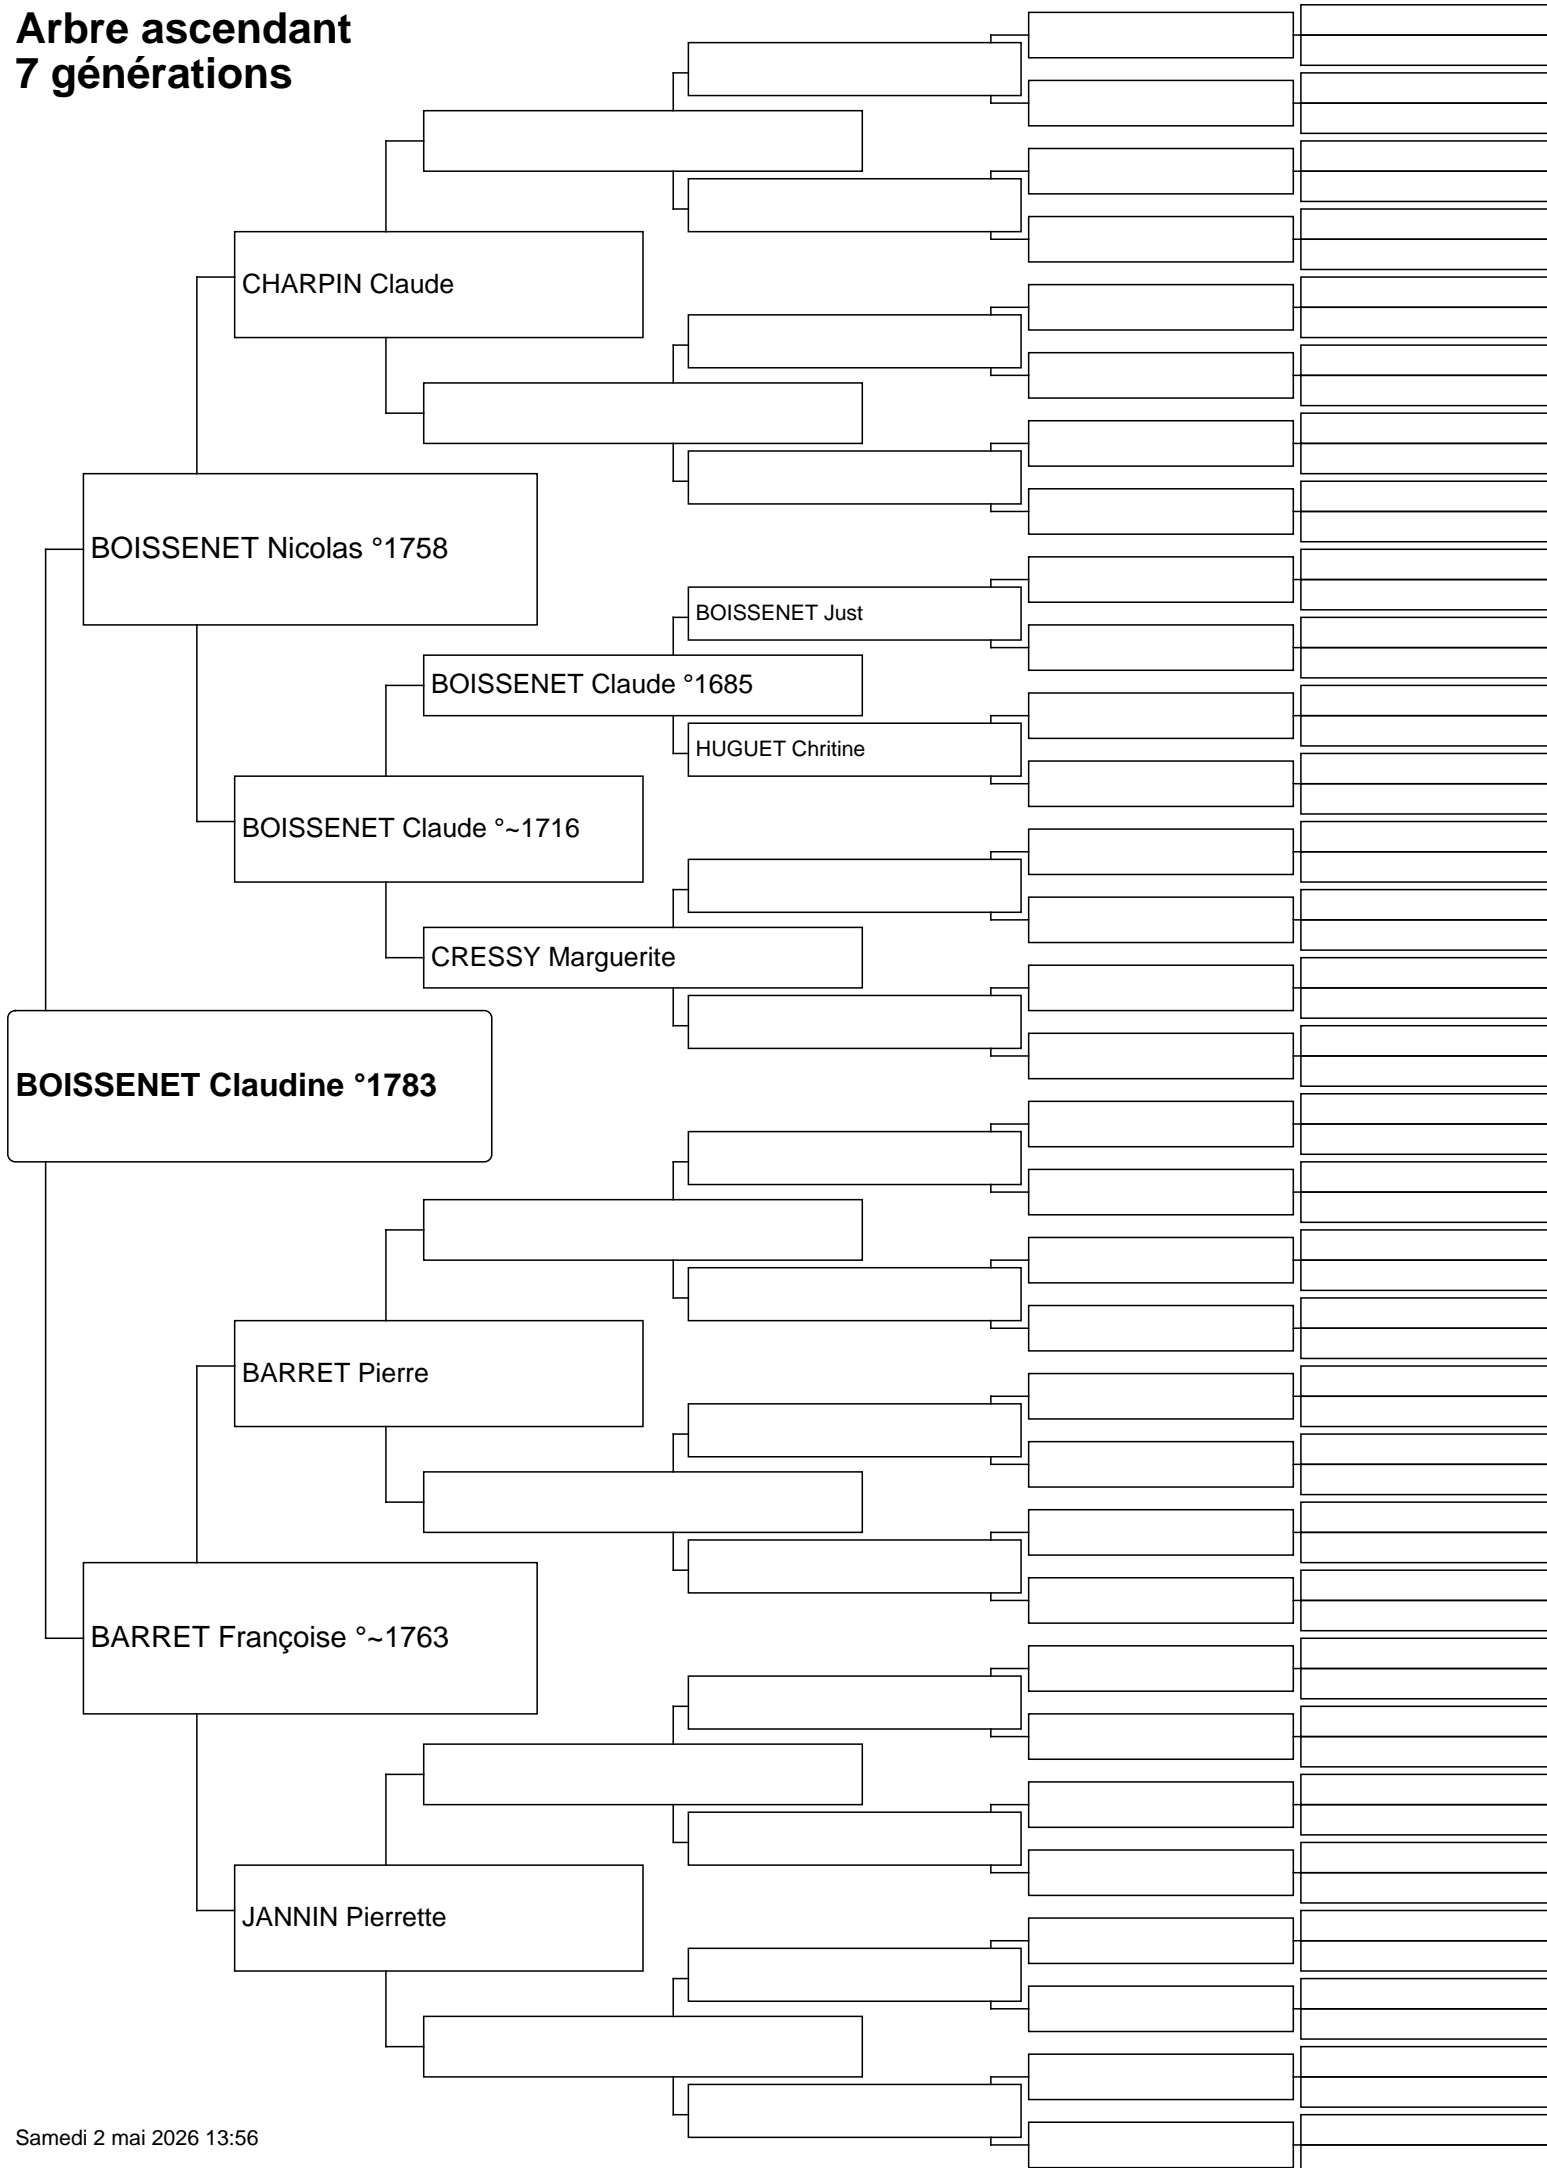 Arbre ascendant
7 générations
CHARPIN Claude
BOISSENET Nicolas °1758
BOISSENET Just
BOISSENET Claude °1685
HUGUET Chritine
BOISSENET Claude °~1716
CRESSY Marguerite
BOISSENET Claudine °1783
BARRET Pierre
BARRET Françoise °~1763
JANNIN Pierrette
Samedi 2 mai 2026 13:56